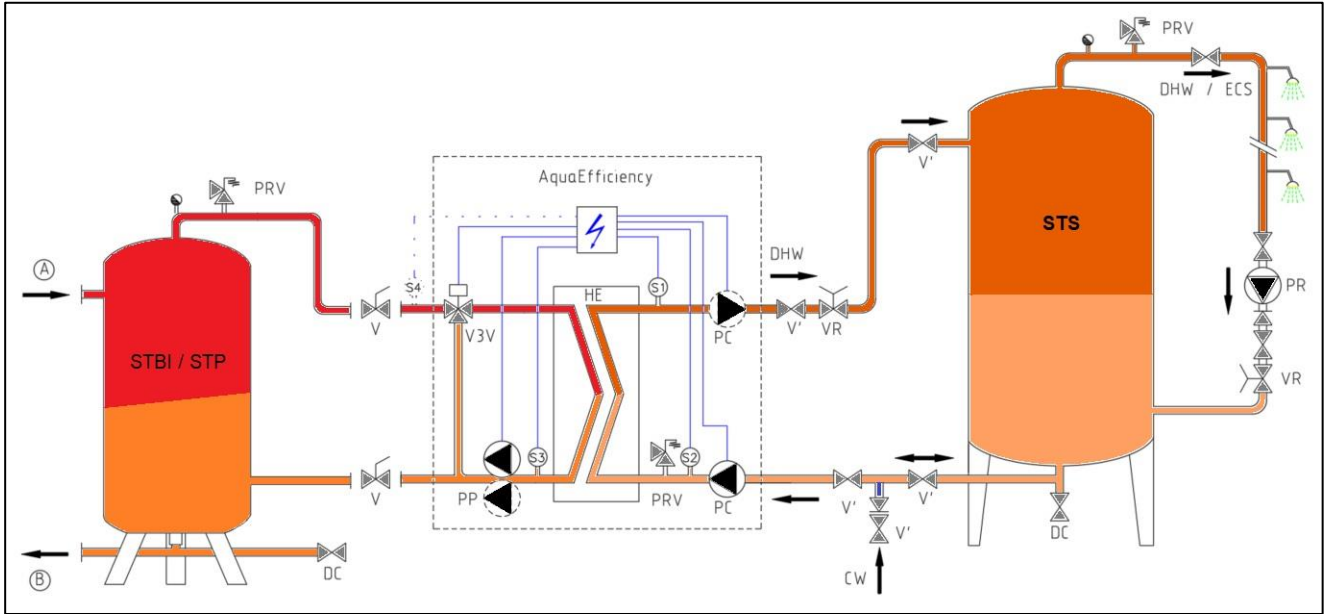 PRV
DHW / ECS
V'
AquaEfficiency
PRV
STS
A
S4
HE
S1
DHW
PR
V
V3V
PC
V'
VR
STBI / STP
VR
S3
PRV
S2
V
PP
PC
V'
V'
V'
DC
B
DC
CW